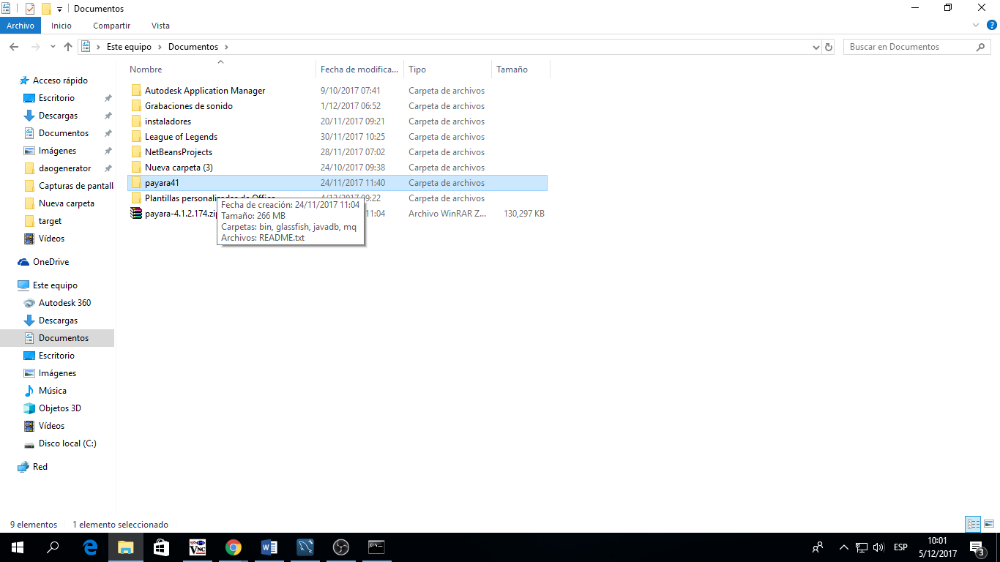 Documentos
Archivo Inicio Compartir Vista
Este equipo Documentos
Buscar en Documentos
Nombre Fecha de modifica... Tipo Tamaño
Autodesk Application Manager 9/10/2017 07:41 Carpeta de archivos
Grabaciones de sonido 1/12/2017 06:52 Carpeta de archivos
instaladores 20/11/2017 09:21 Carpeta de archivos
League of Legends 30/11/2017 10:25 Carpeta de archivos
NetBeansProjects 28/11/2017 07:02 Carpeta de archivos
Nueva carpeta (3) 24/10/2017 09:38 Carpeta de archivos
payara41 24/11/2017 11:40 Carpeta de archivos
Plantillas personalizadas de Office 4/12/2017 09:22 Carpeta de archivos
payara-4.1.2.174.zip 11:04 Archivo WinRAR Z... 130,297 KB
Fecha de creación: 24/11/2017 11:04
Tamaño: 266 MB
Carpetas: bin, glassfish, javadb, mq
Archivos: README.txt
Acceso rápido
Escritorio
Descargas
Documentos
Imágenes
daogenerator
Capturas de pantall
Nueva carpeta
target
Vídeos
OneDrive
Este equipo
Autodesk 360
Descargas
Documentos
Escritorio
Imágenes
Música
Objetos 3D
Vídeos
Disco local (C:)
Red
9 elementos 1 elemento seleccionado
VNC
ESP
10:01
5/12/2017
3